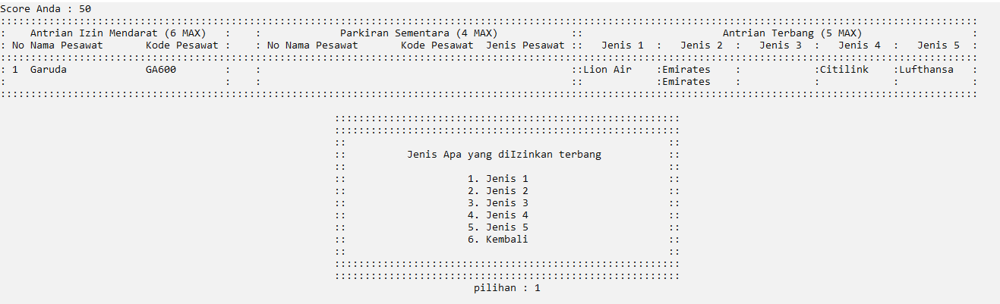 Score Anda : 50
:::::::::::::::::::::::::::::::::::::::::::::::::::::::::::::::::::::::::::::::::::::::::::::::::::::::::::::::::::::::::::::::::::::::::::::::::::::::::::::::::
:    Antrian Izin Mendarat (6 MAX)   :    :             Parkiran Sementara (4 MAX)            ::                       Antrian Terbang (5 MAX)                  :
: No Nama Pesawat       Kode Pesawat :    : No Nama Pesawat       Kode Pesawat  Jenis Pesawat ::   Jenis 1  :   Jenis 2  :   Jenis 3  :   Jenis 4  :   Jenis 5  :
:::::::::::::::::::::::::::::::::::::::::::::::::::::::::::::::::::::::::::::::::::::::::::::::::::::::::::::::::::::::::::::::::::::::::::::::::::::::::::::::::
: 1  Garuda             GA600        :    :                                                   ::Lion Air    :Emirates    :            :Citilink    :Lufthansa   :
:                                    :    :                                                   ::            :Emirates    :            :            :            :
:::::::::::::::::::::::::::::::::::::::::::::::::::::::::::::::::::::::::::::::::::::::::::::::::::::::::::::::::::::::::::::::::::::::::::::::::::::::::::::::::
:::::::::::::::::::::::::::::::::::::::::::::::::::::::::
:::::::::::::::::::::::::::::::::::::::::::::::::::::::::
::                                                     ::
::          Jenis Apa yang diIzinkan terbang           ::
::                                                     ::
::                    1. Jenis 1                       ::
::                    2. Jenis 2                       ::
::                    3. Jenis 3                       ::
::                    4. Jenis 4                       ::
::                    5. Jenis 5                       ::
::                    6. Kembali                       ::
::                                                     ::
:::::::::::::::::::::::::::::::::::::::::::::::::::::::::
:::::::::::::::::::::::::::::::::::::::::::::::::::::::::
pilihan : 1